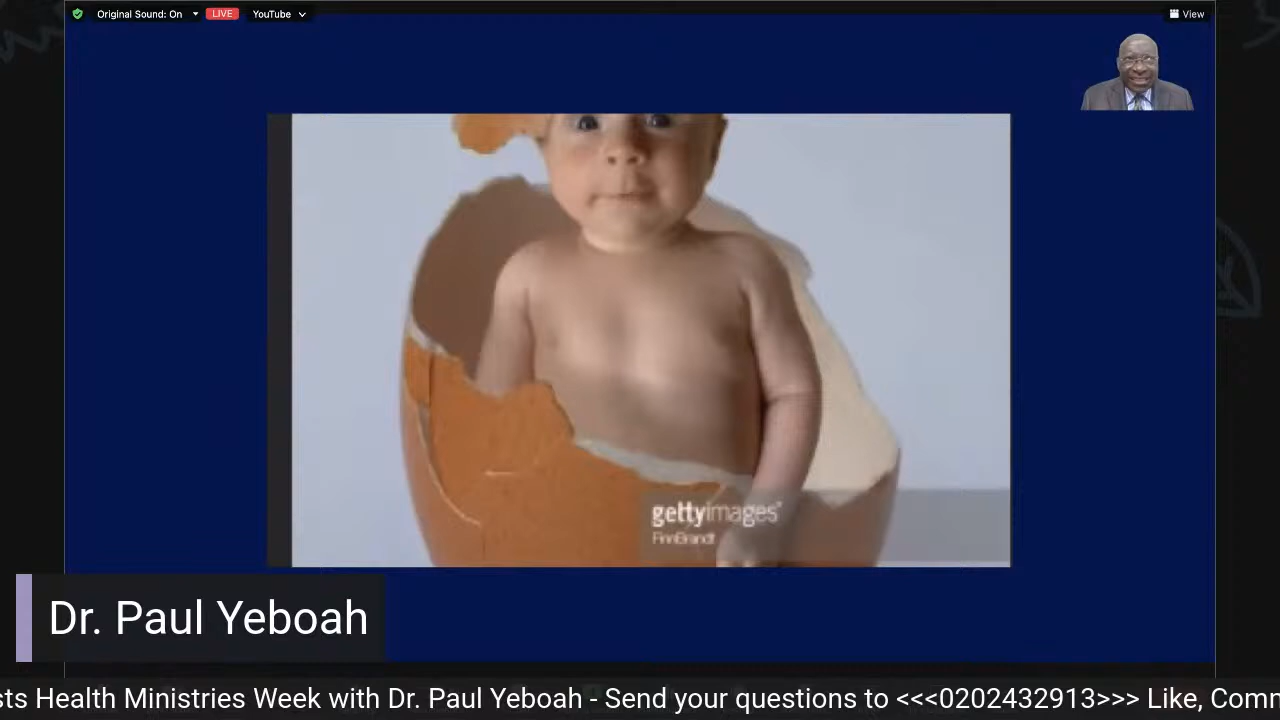 Original Sound: On
LIVE
YouTube
View
gettyimages®
FinnBrandt
Dr. Paul Yeboah
sts Health Ministries Week with Dr. Paul Yeboah - Send your questions to <<<0202432913>>> Like, Comm